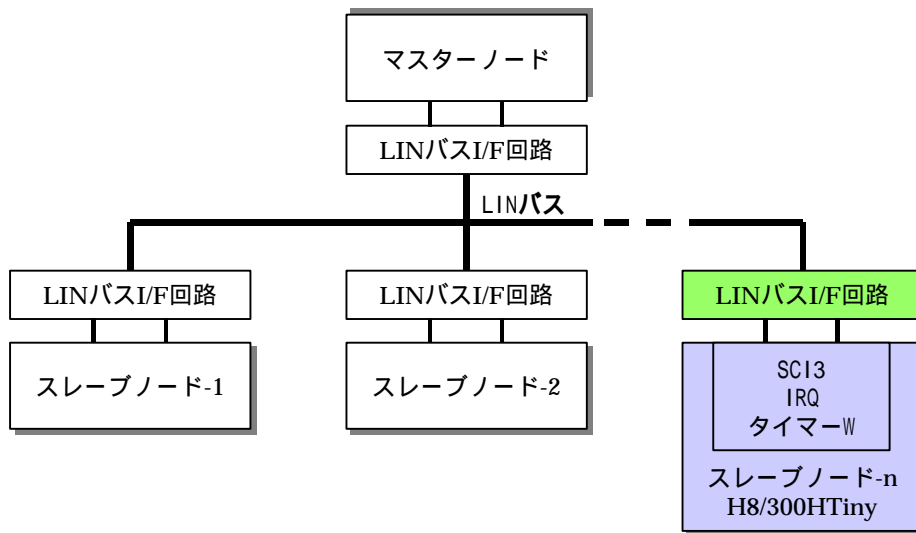 マスターノード
LINバスI/F回路
LINバス
LINバスI/F回路
LINバスI/F回路
LINバスI/F回路
スレーブノード-1
スレーブノード-2
SCI3
IRQ
タイマーW
スレーブノード-n
H8/300HTiny